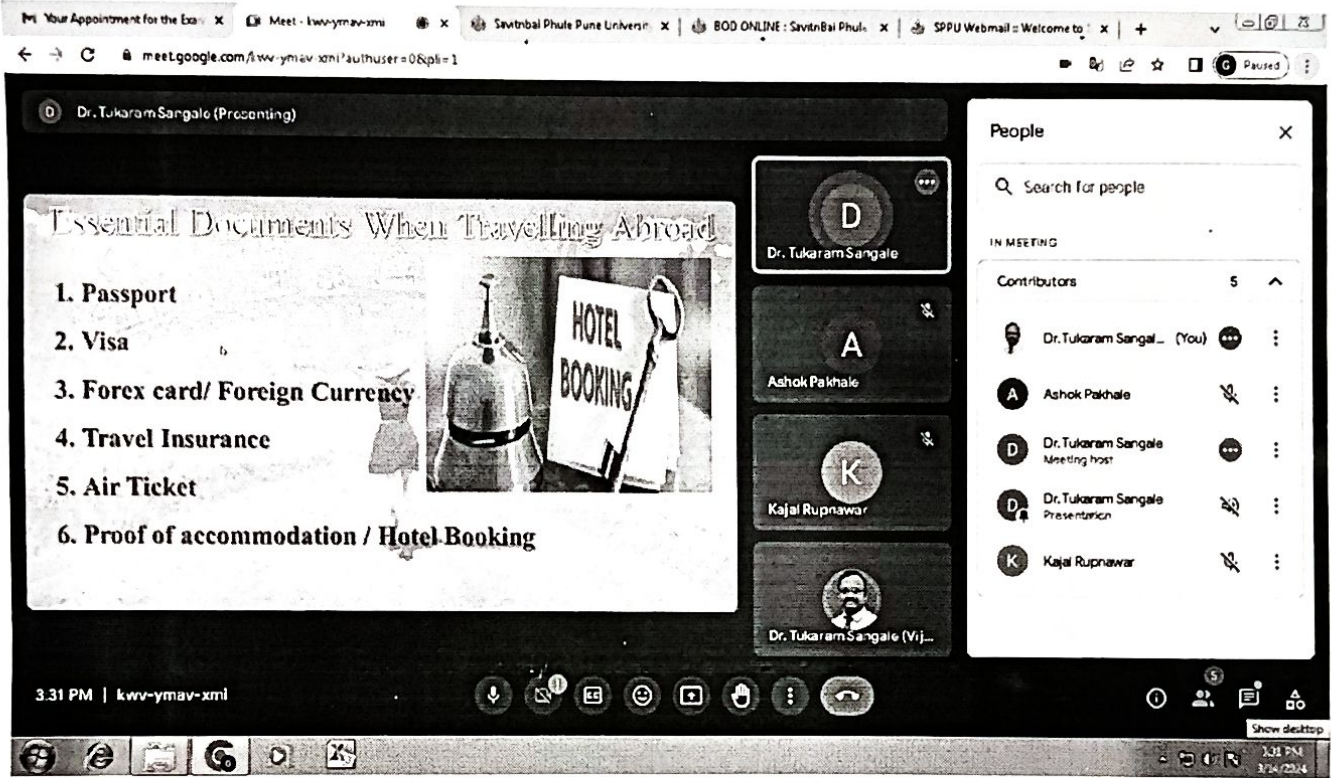 Your Appointment for the Exa
Meet - kwv-ymav-xmi
Savitribai Phule Pune Universit
BOD ONLINE : SavitriBai Phule
SPPU Webmail :: Welcome to
meet.google.com/kwv-ymav-xmi?authuser=0&pli=1
G Paused
D Dr. Tukaram Sangale (Presenting)
Essential Documents When Travelling Abroad
1. Passport
2. Visa
3. Forex card/ Foreign Currency
4. Travel Insurance
5. Air Ticket
6. Proof of accommodation / Hotel Booking
HOTEL
BOOKING
D
Dr. Tukaram Sangale
A
Ashok Pakhale
K
Kajal Rupnawar
Dr. Tukaram Sangale (Vij...
People
Search for people
IN MEETING
Contributors 5
Dr. Tukaram Sangal... (You)
A Ashok Pakhale
D Dr. Tukaram Sangale
Meeting host
D Dr. Tukaram Sangale
Presentation
K Kajal Rupnawar
3.31 PM | kwv-ymav-xmi
5
Show desktop
3:31 PM